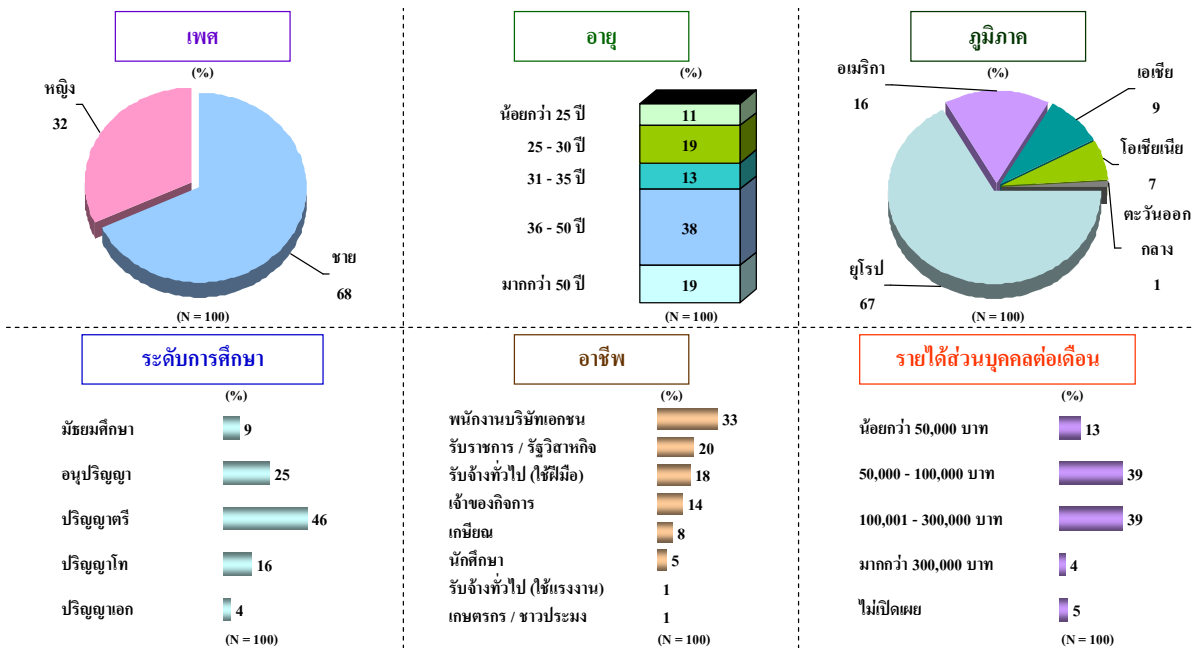 เพศ
(%)
หญิง
32
ชาย
68
(N = 100)
อายุ
(%)
น้อยกว่า 25 ปี 11
25 - 30 ปี 19
31 - 35 ปี 13
36 - 50 ปี 38
มากกว่า 50 ปี 19
(N = 100)
ภูมิภาค
(%)
อเมริกา
16
เอเชีย
9
โอเชียเนีย
7
ตะวันออก
กลาง
1
ยุโรป
67
(N = 100)
ระดับการศึกษา
(%)
มัธยมศึกษา 9
อนุปริญญา 25
ปริญญาตรี 46
ปริญญาโท 16
ปริญญาเอก 4
(N = 100)
อาชีพ
(%)
พนักงานบริษัทเอกชน 33
รับราชการ / รัฐวิสาหกิจ 20
รับจ้างทั่วไป (ใช้ฝีมือ) 18
เจ้าของกิจการ 14
เกษียณ 8
นักศึกษา 5
รับจ้างทั่วไป (ใช้แรงงาน) 1
เกษตรกร / ชาวประมง 1
(N = 100)
รายได้ส่วนบุคคลต่อเดือน
(%)
น้อยกว่า 50,000 บาท 13
50,000 - 100,000 บาท 39
100,001 - 300,000 บาท 39
มากกว่า 300,000 บาท 4
ไม่เปิดเผย 5
(N = 100)